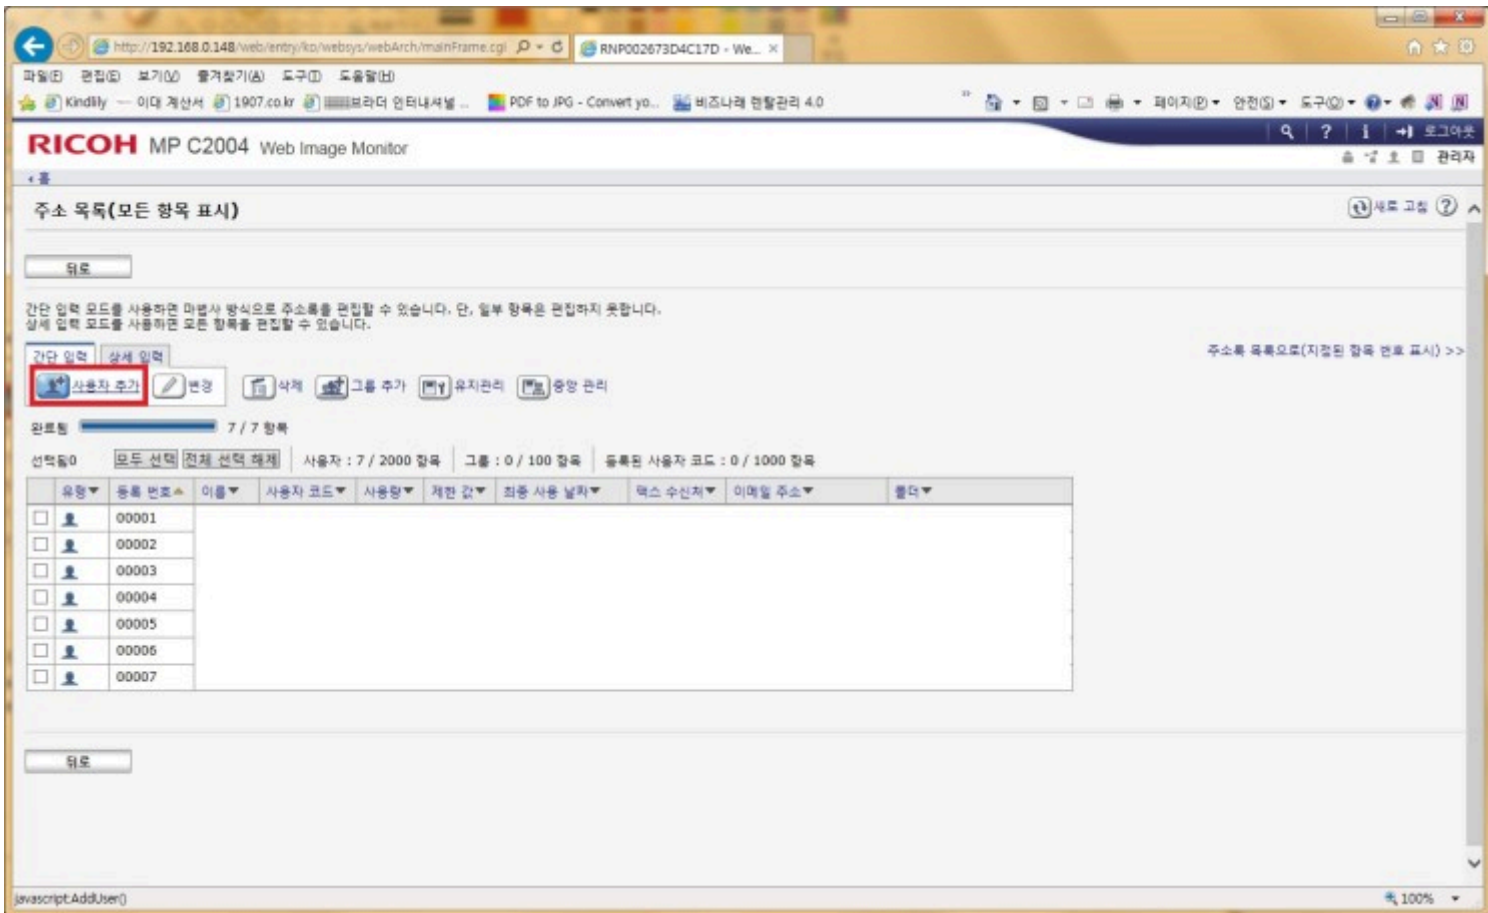 http://192.168.0.148/web/entry/ko/websys/webArch/mainFrame.cgi
RNP002673D4C17D - We...
파일(F) 편집(E) 보기(V) 즐겨찾기(A) 도구(T) 도움말(H)
Kindlily — 이대 계산서 1907.co.kr 브라더 인터내셔널 ... PDF to JPG - Convert yo... 비즈나래 렌탈관리 4.0
페이지(P) 안전(S) 도구(O)
RICOH MP C2004 Web Image Monitor
로그아웃
관리자
홈
주소 목록(모든 항목 표시)
새로 고침
뒤로
간단 입력 모드를 사용하면 마법사 방식으로 주소록을 편집할 수 있습니다. 단, 일부 항목은 편집하지 못합니다.
상세 입력 모드를 사용하면 모든 항목을 편집할 수 있습니다.
주소록 목록으로(지정된 항목 번호 표시) >>
간단 입력 상세 입력
사용자 추가 변경 삭제 그룹 추가 유지관리 중앙 관리
완료됨 7 / 7 항목
선택됨0 모두 선택 전체 선택 해제 사용자 : 7 / 2000 항목 그룹 : 0 / 100 항목 등록된 사용자 코드 : 0 / 1000 항목
유형▼ 등록 번호▲ 이름▼ 사용자 코드▼ 사용량▼ 제한 값▼ 최종 사용 날짜▼ 팩스 수신처▼ 이메일 주소▼ 폴더▼
00001
00002
00003
00004
00005
00006
00007
뒤로
javascript:AddUser()
100%